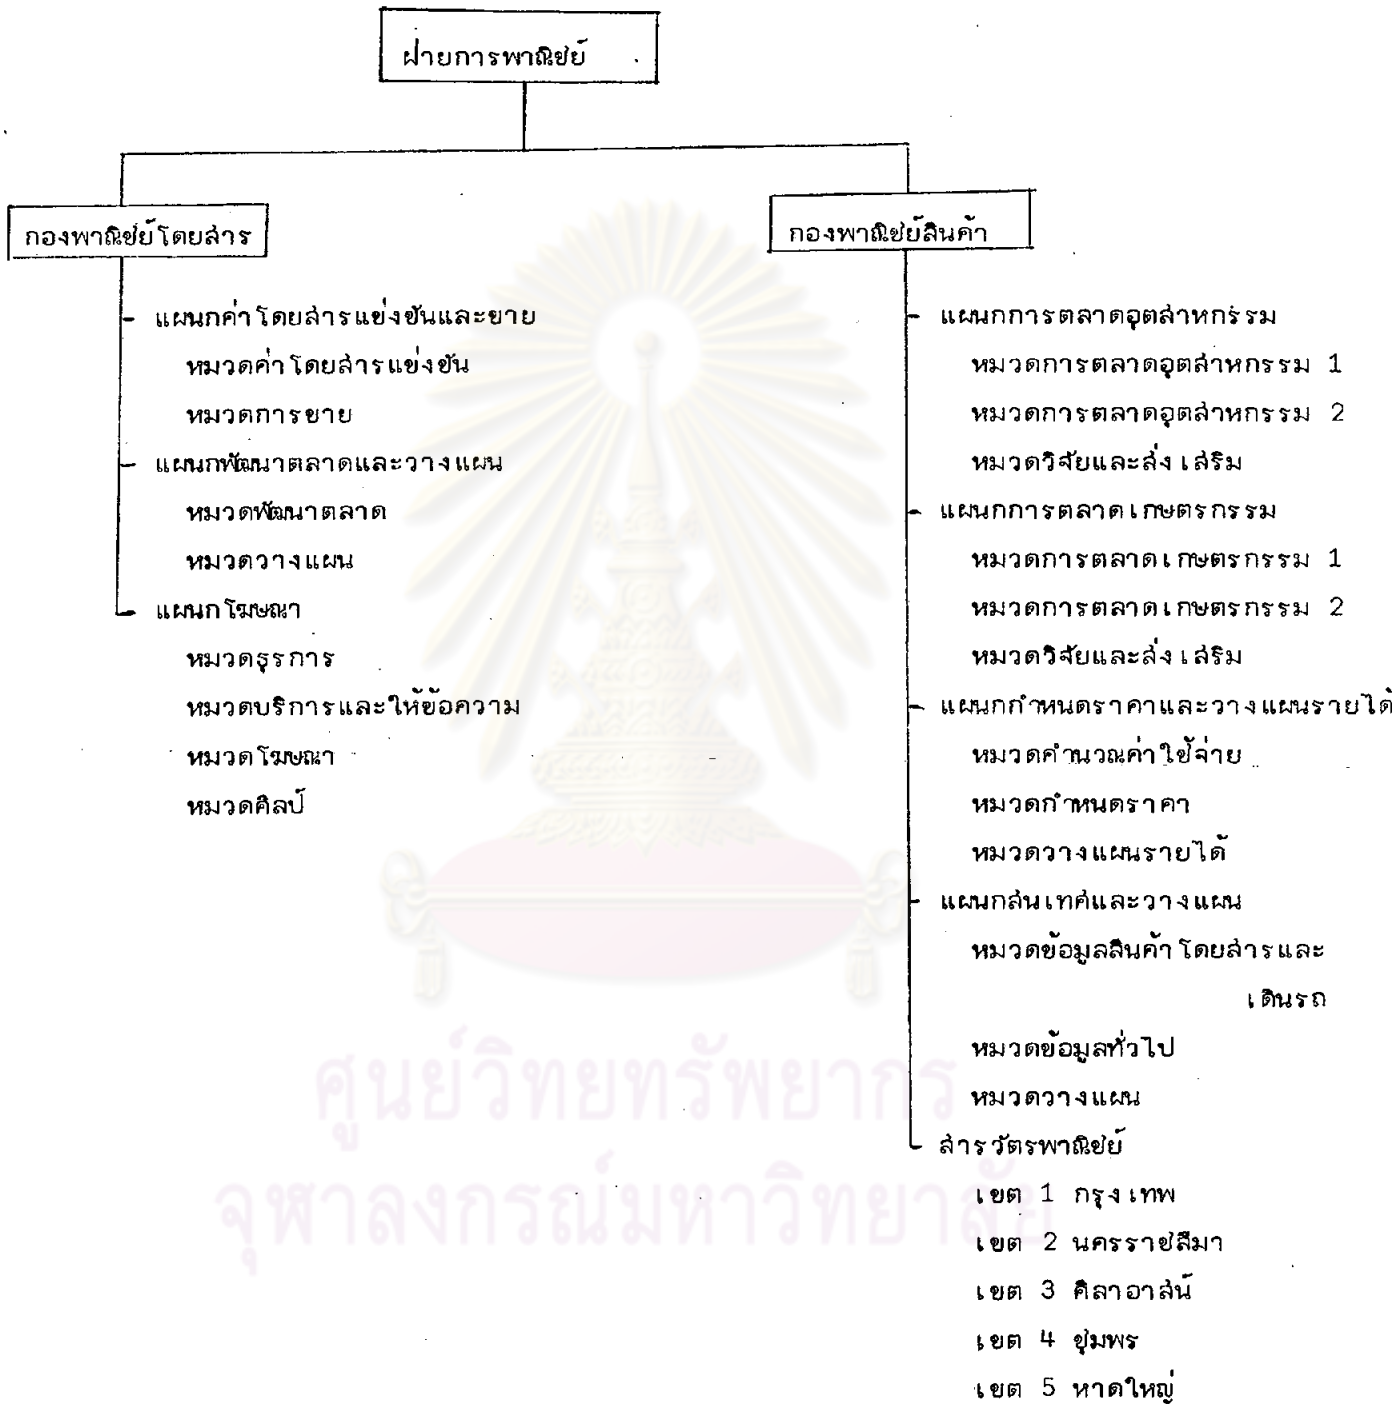 ฝ่ายการพาณิชย์
กองพาณิชย์โดยสาร
แผนกค่าโดยสารแข่งขันและขาย
หมวดค่าโดยสารแข่งขัน
หมวดการขาย
แผนกพัฒนาตลาดและวางแผน
หมวดพัฒนาตลาด
หมวดวางแผน
แผนกโฆษณา
หมวดธุรการ
หมวดบริการและให้ข้อความ
หมวดโฆษณา
หมวดศิลป์
กองพาณิชย์สินค้า
แผนกการตลาดอุตสาหกรรม
หมวดการตลาดอุตสาหกรรม 1
หมวดการตลาดอุตสาหกรรม 2
หมวดวิจัยและส่งเสริม
แผนกการตลาดเกษตรกรรม
หมวดการตลาดเกษตรกรรม 1
หมวดการตลาดเกษตรกรรม 2
หมวดวิจัยและส่งเสริม
แผนกกำหนดราคาและวางแผนรายได้
หมวดคำนวณค่าใช้จ่าย
หมวดกำหนดราคา
หมวดวางแผนรายได้
แผนกสนเทศและวางแผน
หมวดข้อมูลสินค้าโดยสารและ
เดินรถ
หมวดข้อมูลทั่วไป
หมวดวางแผน
สารวัตรพาณิชย์
เขต 1 กรุงเทพ
เขต 2 นครราชสีมา
เขต 3 ศิลาอาสน์
เขต 4 ชุมพร
เขต 5 หาดใหญ่
ศูนย์วิทยทรัพยากร
จุฬาลงกรณ์มหาวิทยาลัย